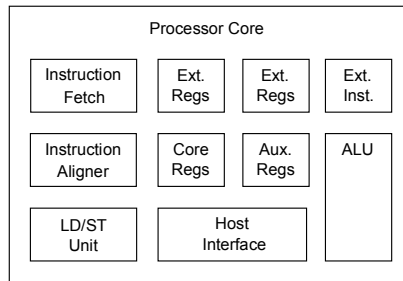 Processor Core
Instruction
Fetch
Ext.
Regs
Ext.
Regs
Ext.
Inst.
Instruction
Aligner
Core
Regs
Aux.
Regs
ALU
LD/ST
Unit
Host
Interface